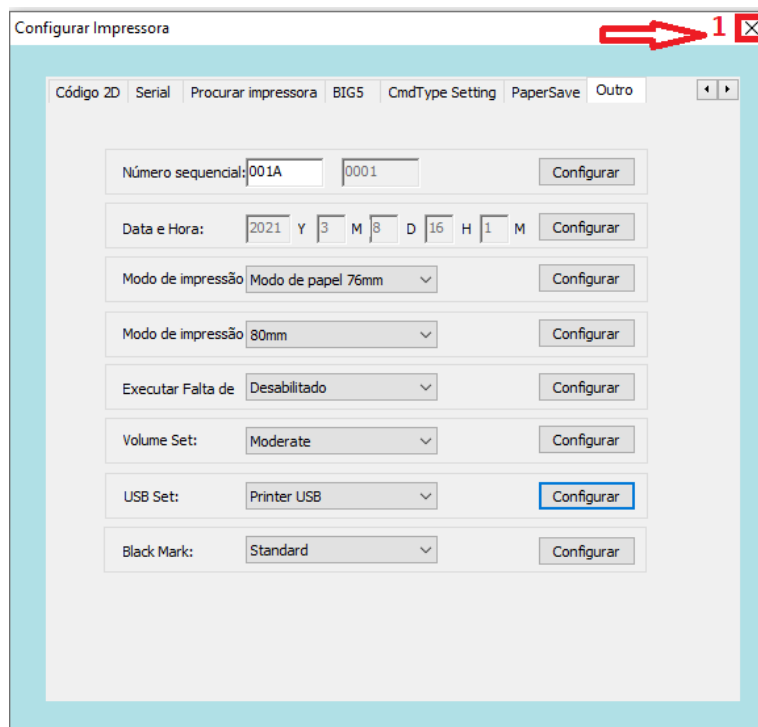 Configurar Impressora 1
Código 2D Serial Procurar impressora BIG5 CmdType Setting PaperSave Outro
Número sequencial: 001A 0001 Configurar
Data e Hora: 2021 Y 3 M 8 D 16 H 1 M Configurar
Modo de impressão Modo de papel 76mm Configurar
Modo de impressão 80mm Configurar
Executar Falta de Desabilitado Configurar
Volume Set: Moderate Configurar
USB Set: Printer USB Configurar
Black Mark: Standard Configurar